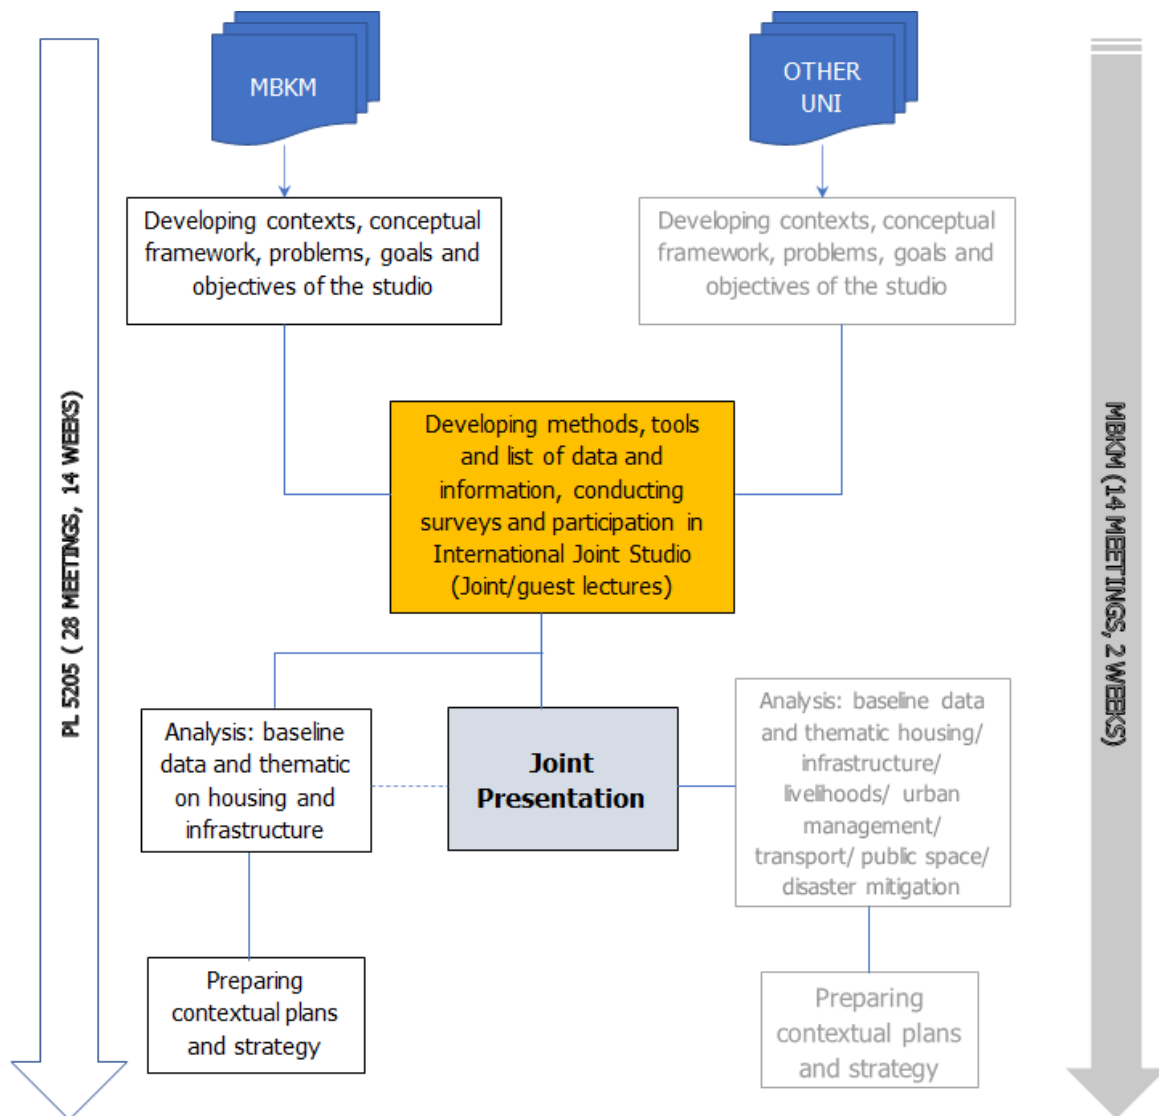 MBKM
OTHER
UNI
Developing contexts, conceptual
framework, problems, goals and
objectives of the studio
Developing contexts, conceptual
framework, problems, goals and
objectives of the studio
Developing methods, tools
and list of data and
information, conducting
surveys and participation in
International Joint Studio
(Joint/guest lectures)
PL 5205 ( 28 MEETINGS, 14 WEEKS)
MBKM (14 MEETINGS, 2 WEEKS)
Analysis: baseline
data and thematic
on housing and
infrastructure
Joint
Presentation
Analysis: baseline data
and thematic housing/
infrastructure/
livelihoods/ urban
management/
transport/ public space/
disaster mitigation
Preparing
contextual plans
and strategy
Preparing
contextual plans
and strategy